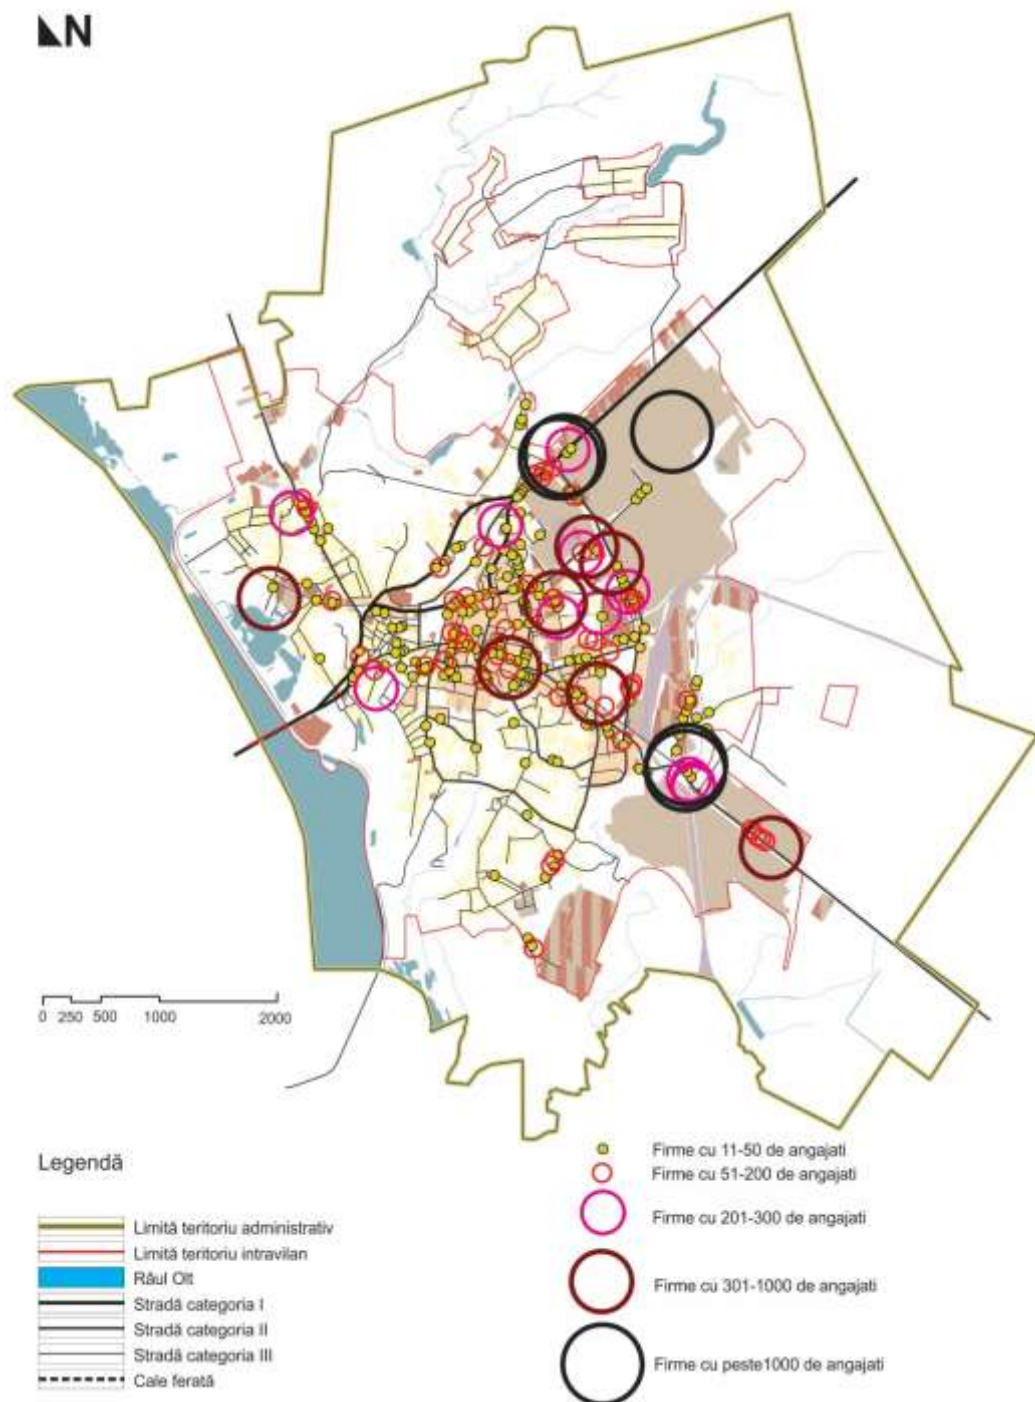 N
0 250 500 1000 2000
Legendă
Limită teritoriu administrativ
Limită teritoriu intravilan
Râul Olt
Stradă categoria I
Stradă categoria II
Stradă categoria III
Cale ferată
Firme cu 11-50 de angajati
Firme cu 51-200 de angajati
Firme cu 201-300 de angajati
Firme cu 301-1000 de angajati
Firme cu peste1000 de angajati